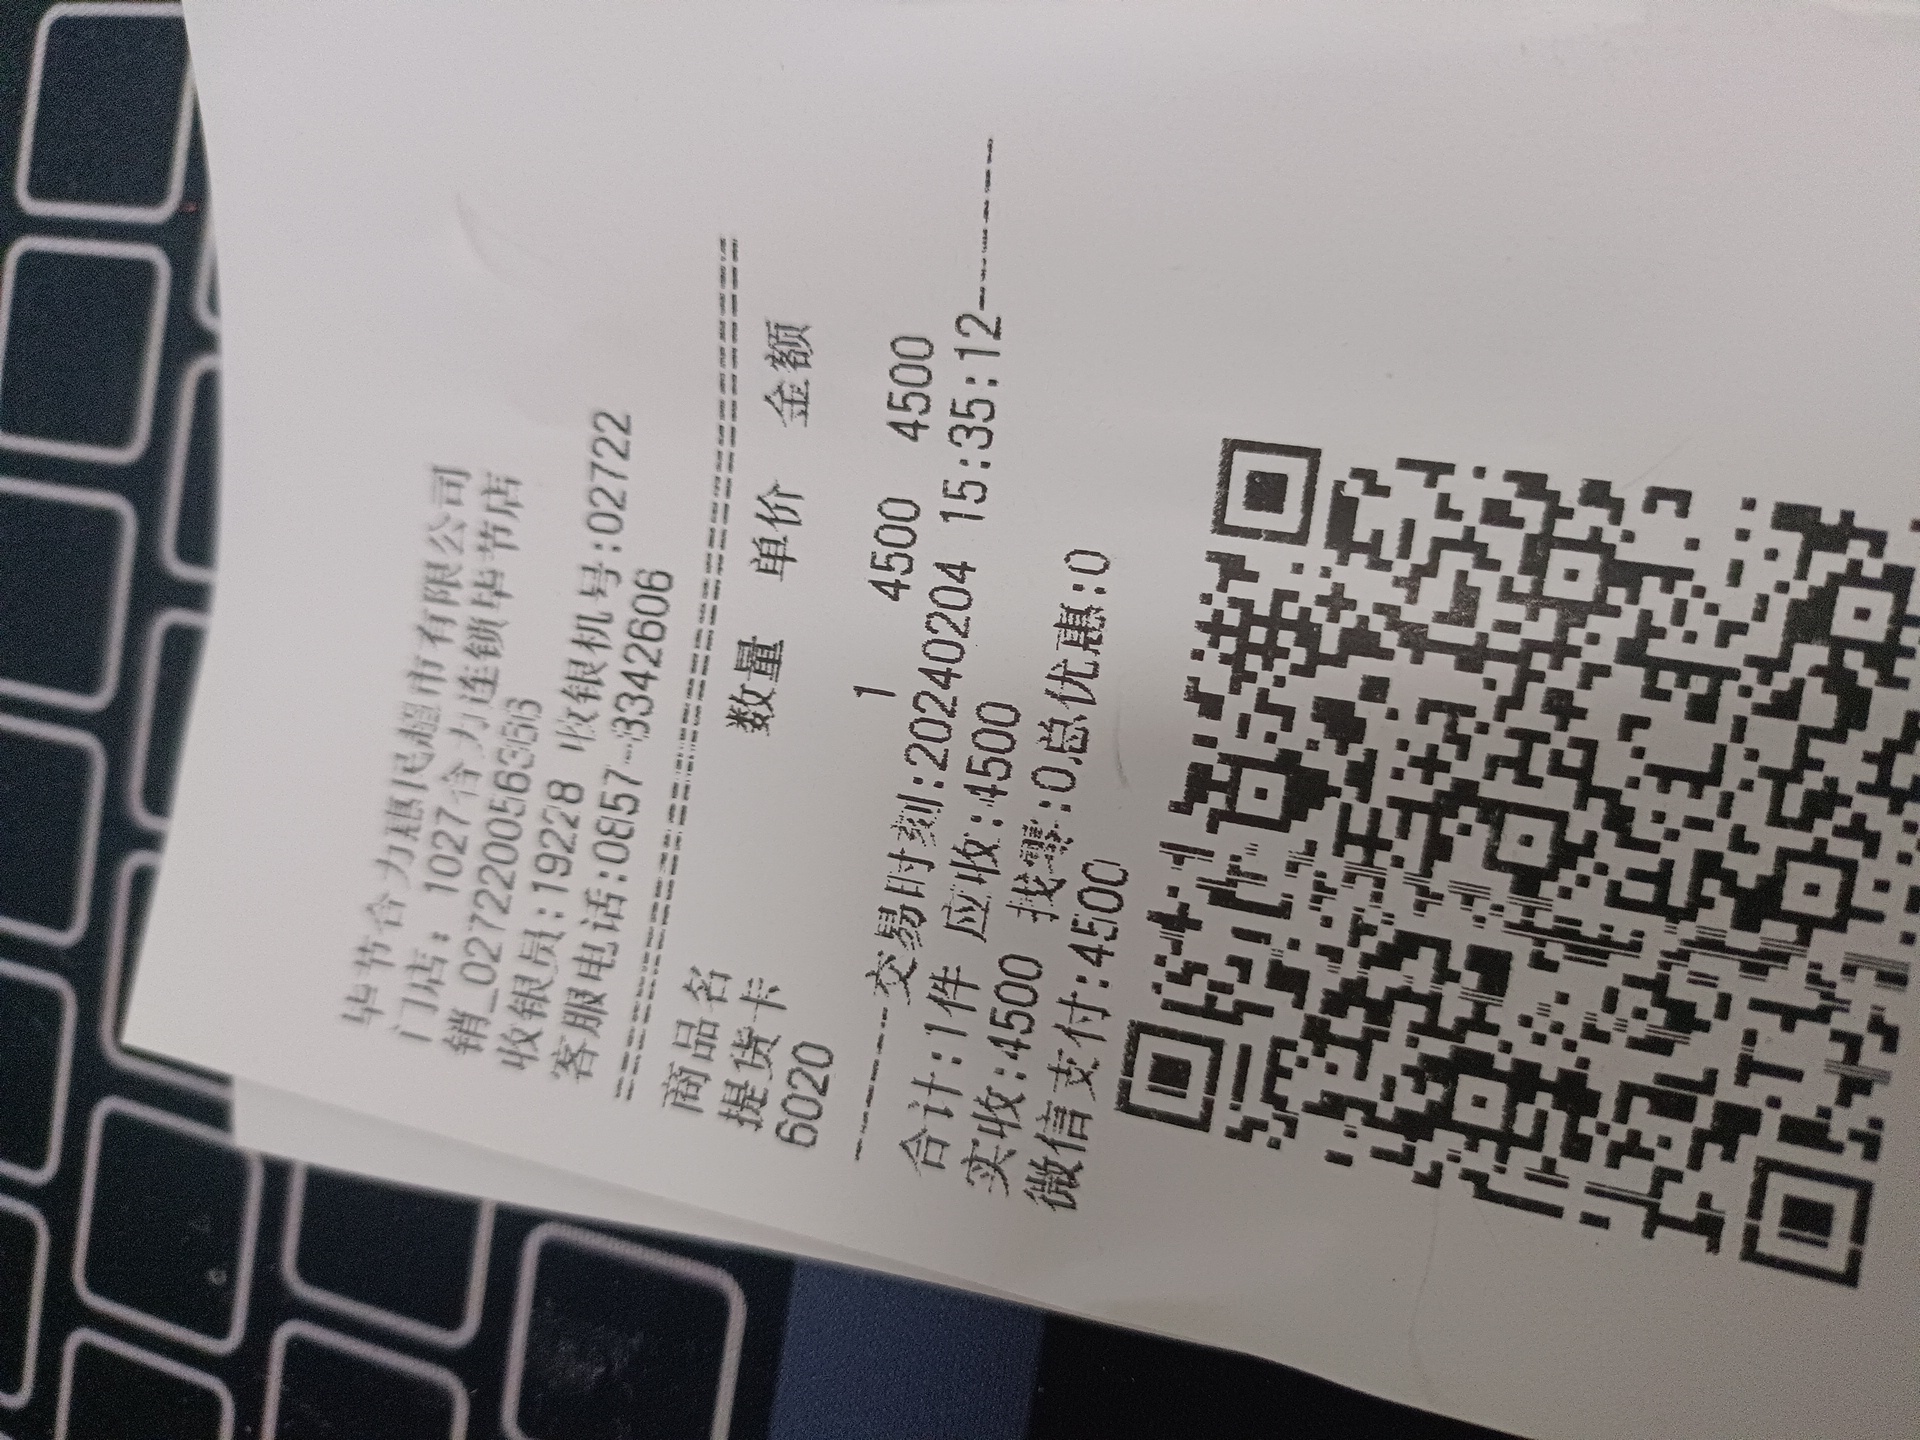 毕节合力惠民超市有限公司
门店: 1027合力连锁毕节店
销_02722005636
收银员:19228 收银机号:02722
客服电话:0857-8342606
================================
商品名 数量 单价 金额
提货卡
6020 1 4500 4500
-------交易时刻:20240204 15:35:12-------
合计:1件 应收:4500
实收:4500 找零:0总优惠:0
微信支付:4500